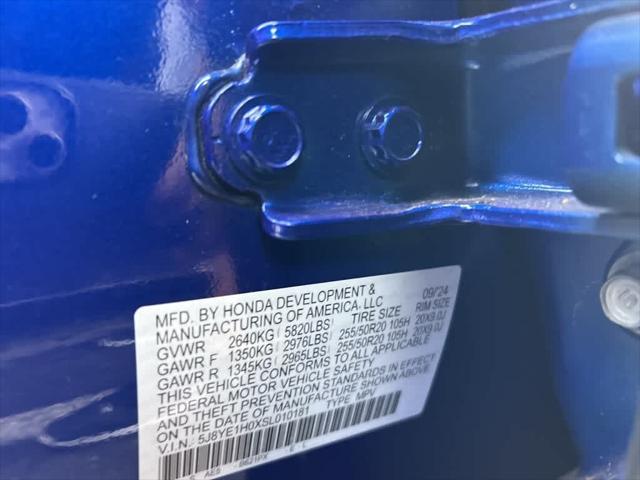 MFD. BY HONDA DEVELOPMENT & 09/24
MANUFACTURING OF AMERICA, LLC
GVWR 2640KG 5820LBS TIRE SIZE RIM SIZE
GAWR F 1350KG 2976LBS 255/50R20 105H 20X9.0J
GAWR R 1345KG 2965LBS 255/50R20 105H 20X9.0J
THIS VEHICLE CONFORMS TO ALL APPLICABLE
FEDERAL MOTOR VEHICLE SAFETY
AND THEFT PREVENTION STANDARDS IN EFFECT
ON THE DATE OF MANUFACTURE SHOWN ABOVE.
V.I.N.: 5J8YE1H0XSL010181 TYPE: MPV